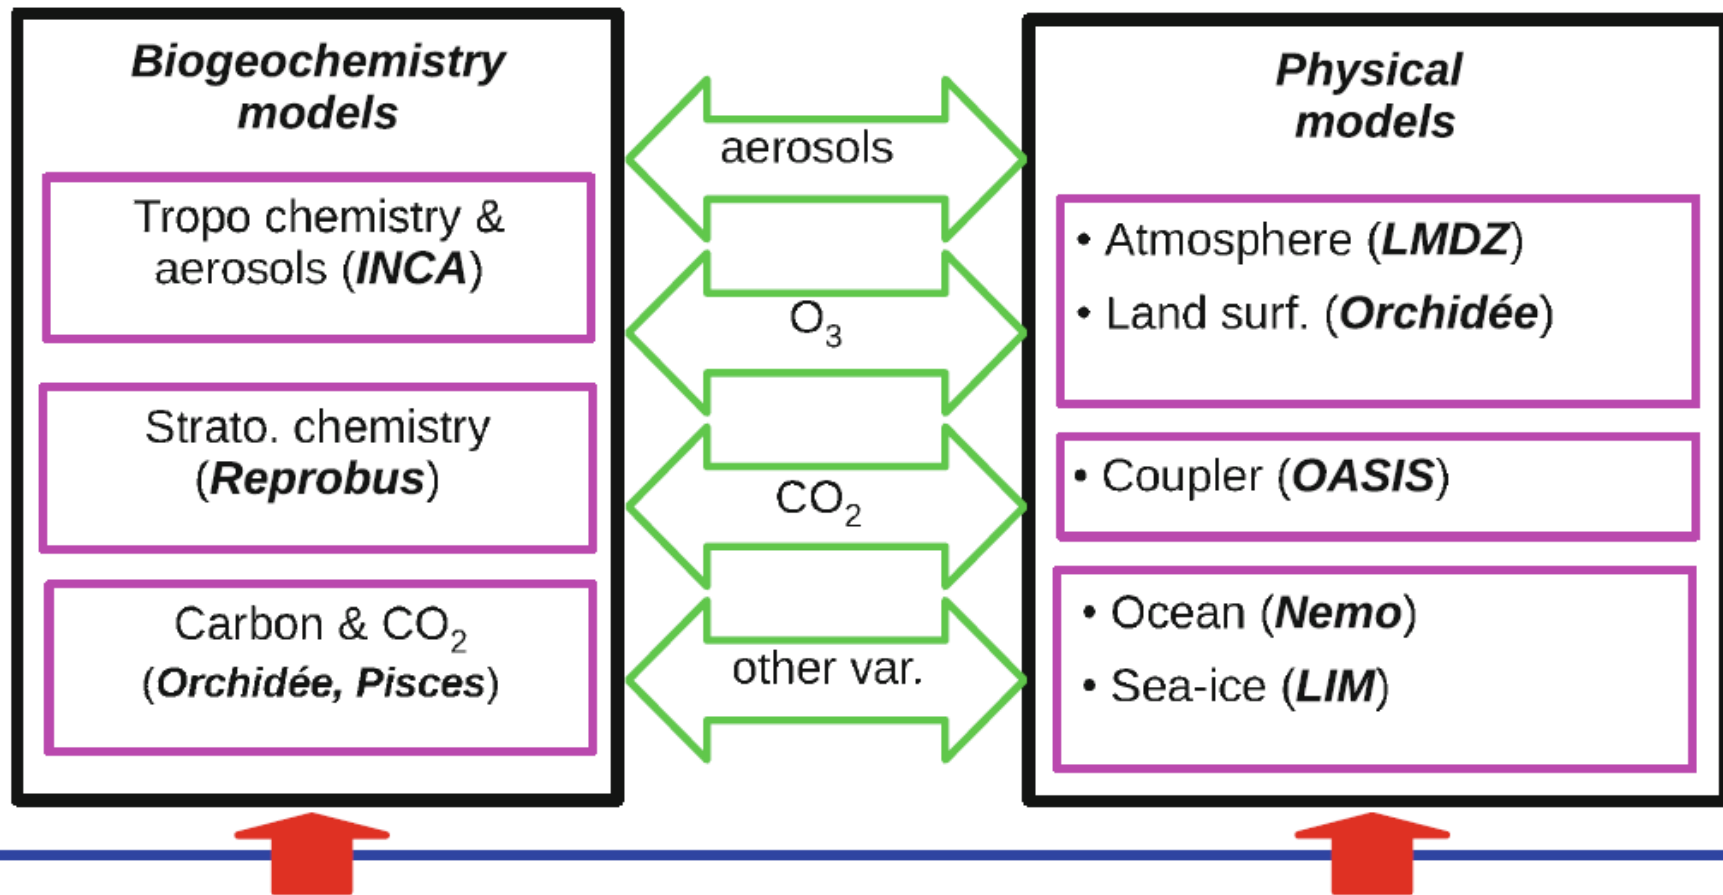 Biogeochemistry
models
Tropo chemistry &
aerosols (INCA)
Strato. chemistry
(Reprobus)
Carbon & CO₂
(Orchidée, Pisces)
aerosols
O₃
CO₂
other var.
Physical
models
• Atmosphere (LMDZ)
• Land surf. (Orchidée)
• Coupler (OASIS)
• Ocean (Nemo)
• Sea-ice (LIM)